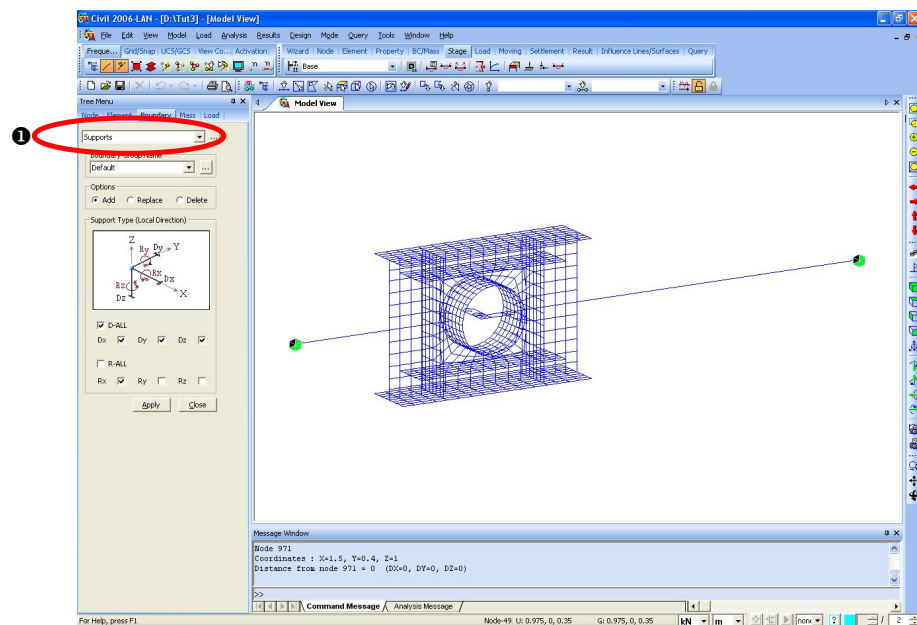 Civil 2006-LAN - [D:\Tut3] - [Model View]
File Edit View Model Load Analysis Results Design Mode Query Tools Window Help
Freque... Grid/Snap UCS/GCS View Co... Activation Wizard Node Element Property BC/Mass Stage Load Moving Settlement Result Influence Lines/Surfaces Query
Base
Tree Menu
Model View
Node Element Boundary Mass Load
❶
Supports
...
Boundary Group Name
Default
...
Options
Add Replace Delete
Support Type (Local Direction)
Z
Ry Dy Y
Rx
Dx
Rz
X
Dz
D-ALL
Dx Dy Dz
R-ALL
Rx Ry Rz
Apply Close
Message Window
Node 971
Coordinates : X=1.5, Y=0.4, Z=1
Distance from node 971 = 0 (DX=0, DY=0, DZ=0)
>>
Command Message Analysis Message
For Help, press F1
Node-49 U: 0.975, 0, 0.35 G: 0.975, 0, 0.35 kN m non ? / 2